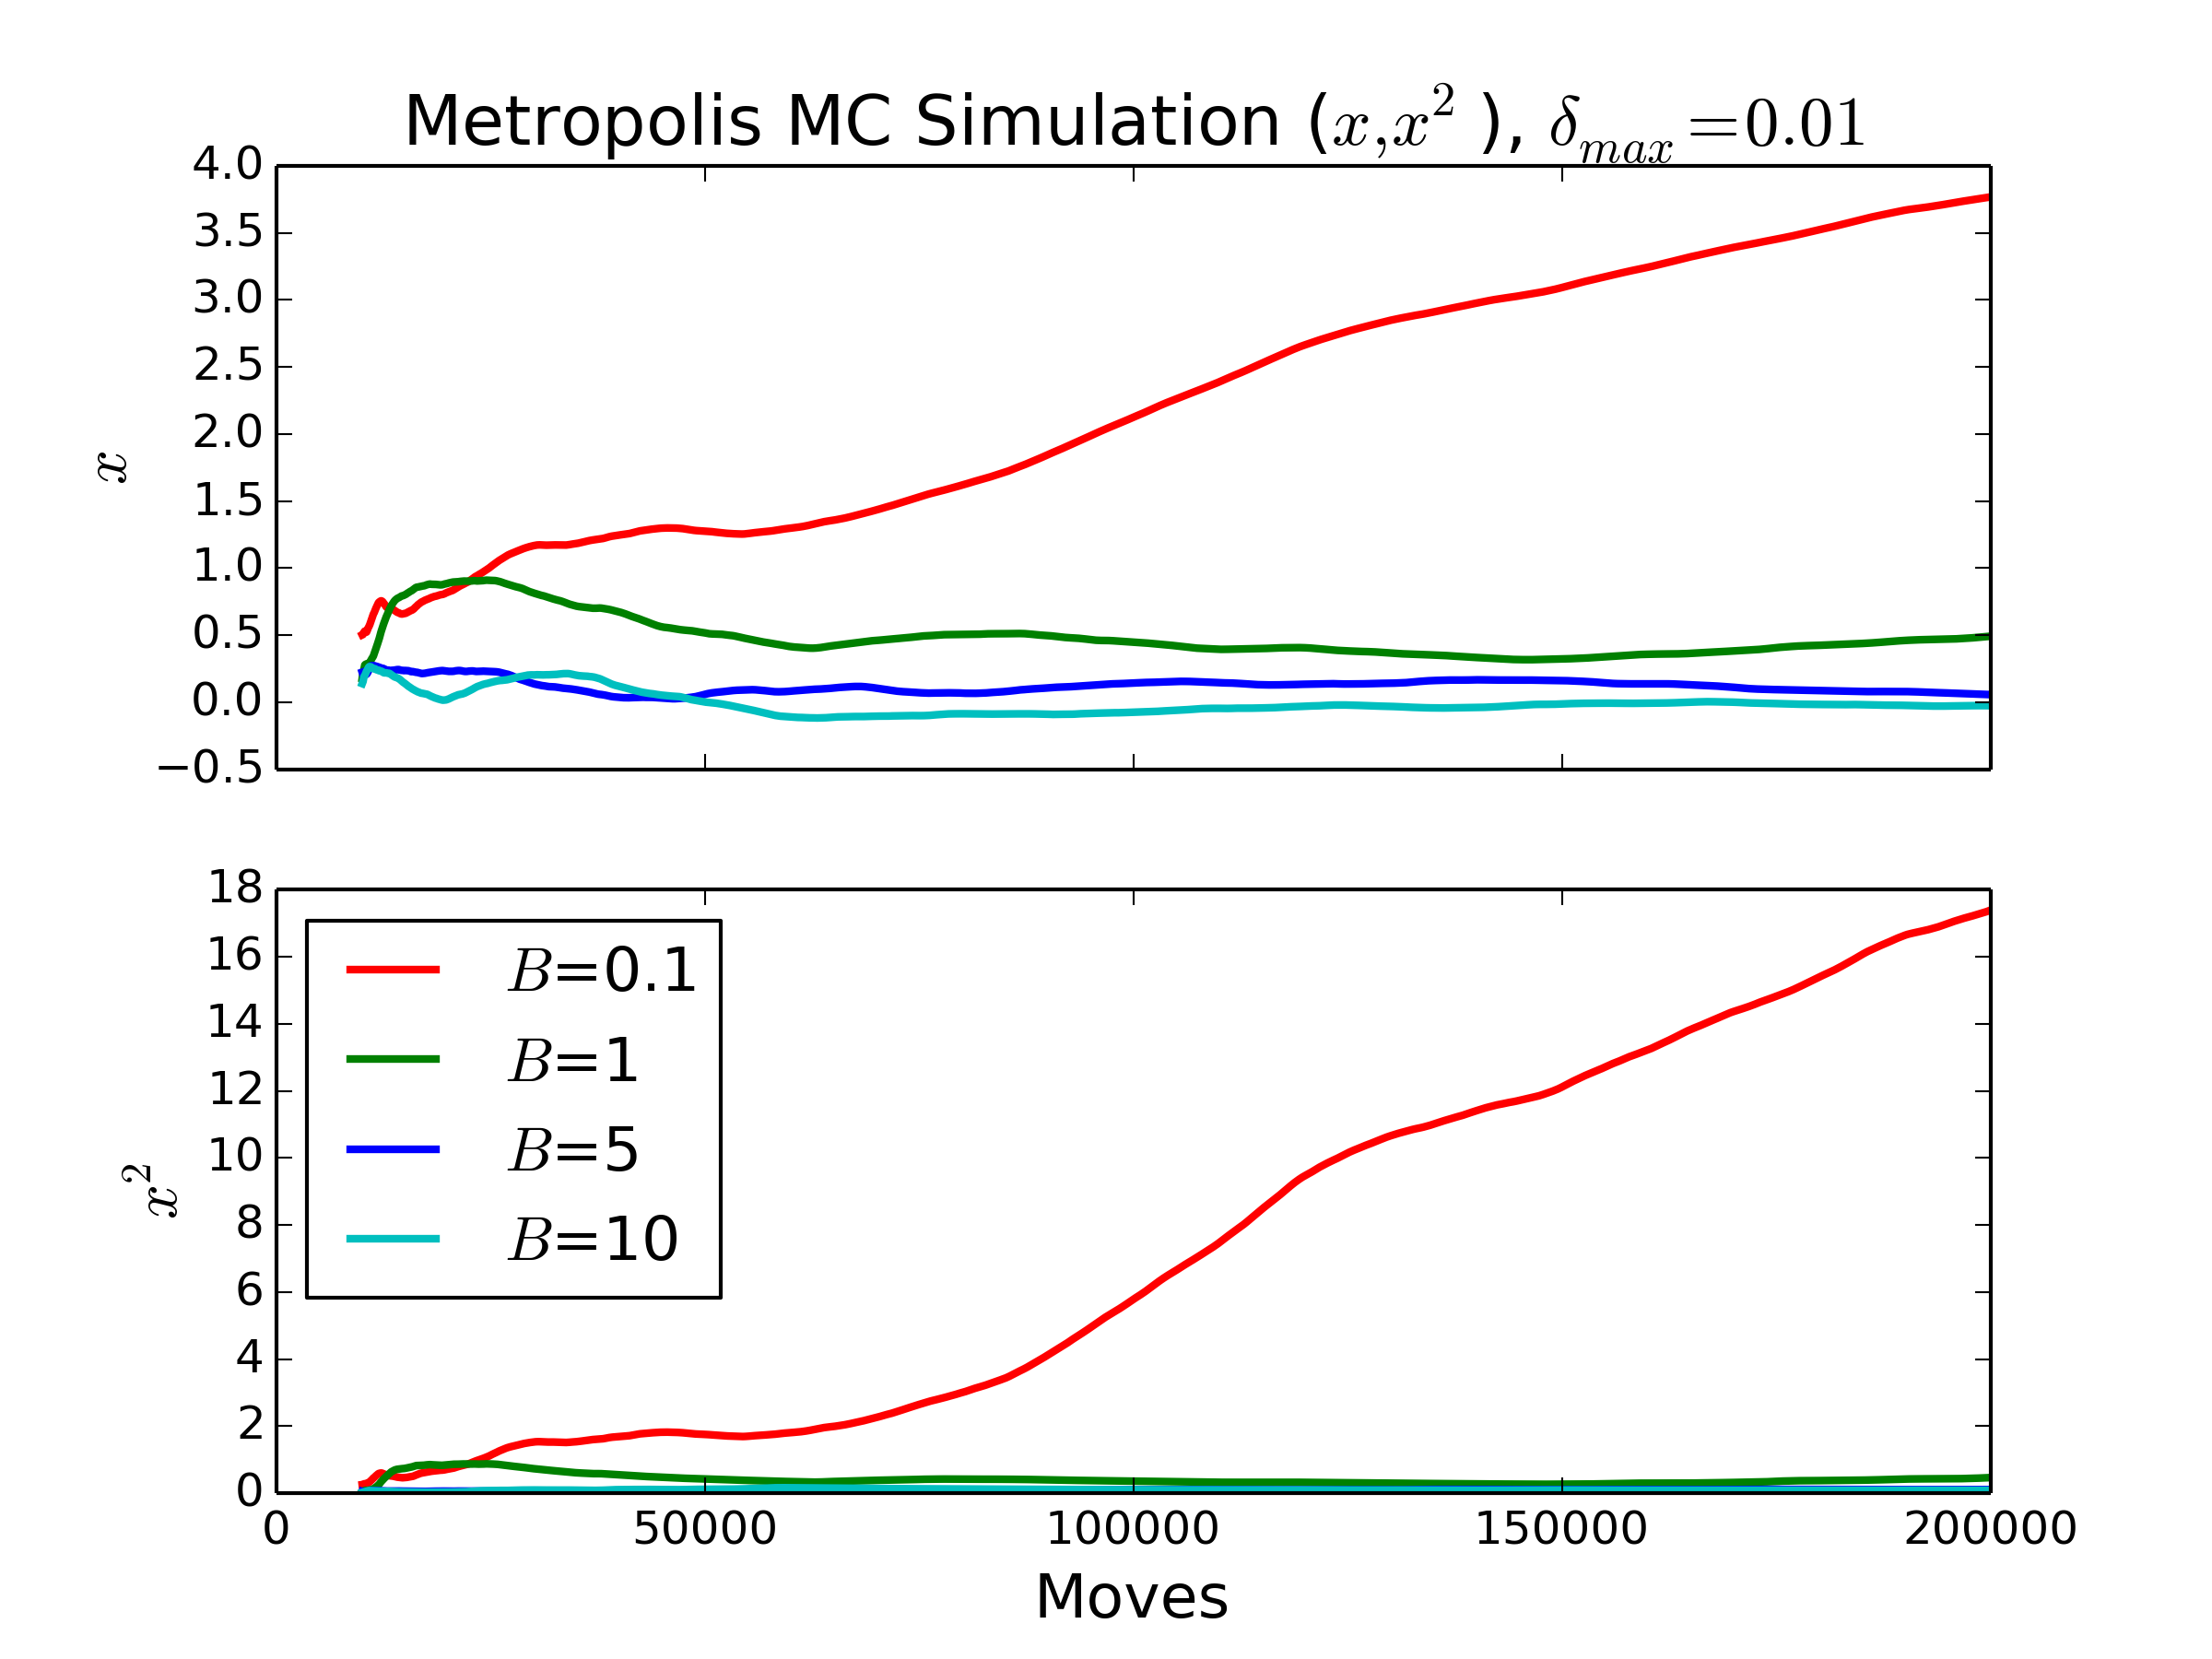 Metropolis MC Simulation (x,x²), δ_max=0.01
4.0
3.5
3.0
2.5
2.0
1.5
1.0
0.5
0.0
−0.5
x
18
16
14
12
10
8
6
4
2
0
x²
B=0.1
B=1
B=5
B=10
0 50000 100000 150000 200000
Moves